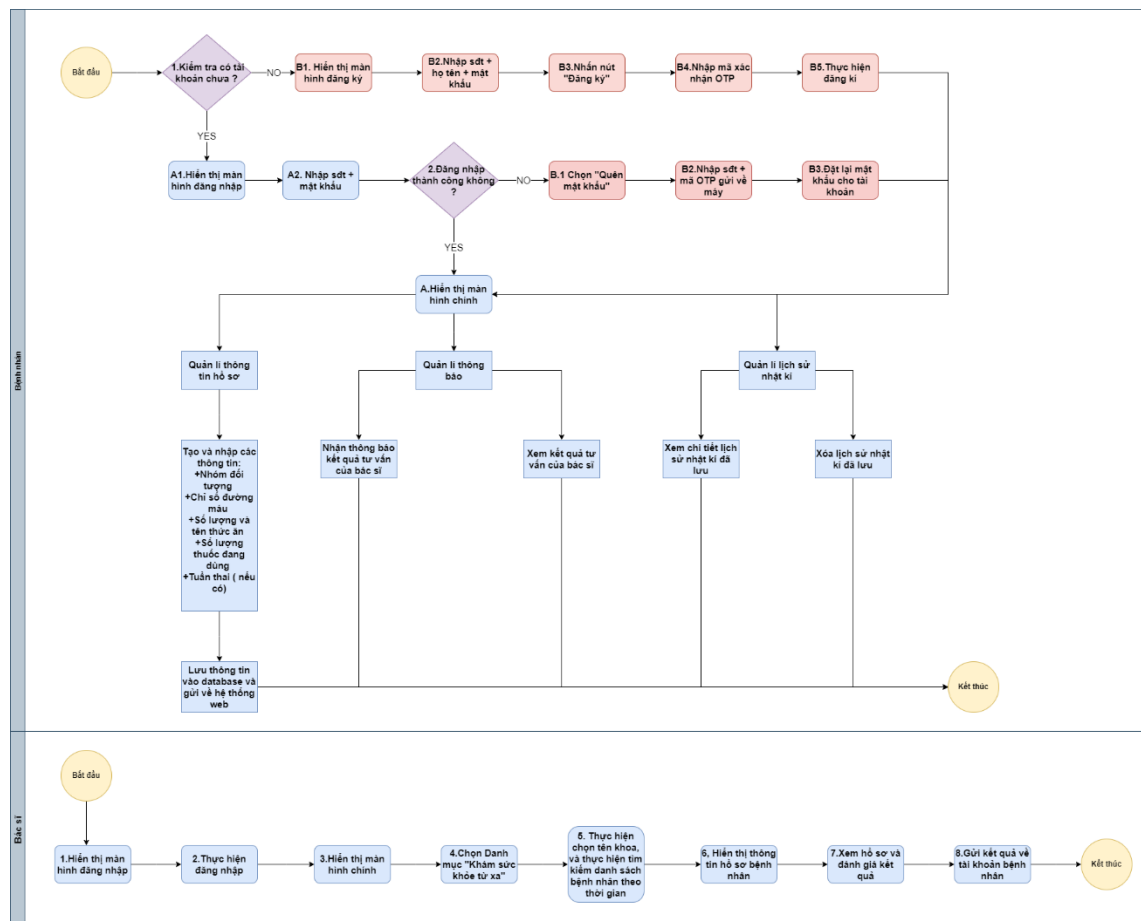 Bệnh nhân
Bắt đầu
1.Kiểm tra có tài
khoản chưa ?
NO
B1. Hiển thị màn
hình đăng ký
B2.Nhập sđt +
họ tên + mật
khẩu
B3.Nhấn nút
"Đăng ký"
B4.Nhập mã xác
nhận OTP
B5.Thực hiện
đăng kí
YES
A1.Hiển thị màn
hình đăng nhập
A2. Nhập sđt +
mật khẩu
2.Đăng nhập
thành công không
?
NO
B.1 Chọn "Quên
mật khẩu"
B2.Nhập sđt +
mã OTP gửi về
máy
B3.Đặt lại mật
khẩu cho tài
khoản
YES
A.Hiển thị màn
hình chính
Quản lí thông
tin hồ sơ
Quản lí thông
báo
Quản lí lịch sử
nhật kí
Tạo và nhập các
thông tin:
+Nhóm đối
tượng
+Chỉ số đường
máu
+Số lượng và
tên thức ăn
+Số lượng
thuốc đang
dùng
+Tuần thai ( nếu
có)
Nhận thông báo
kết quả tư vấn
của bác sĩ
Xem kết quả tư
vấn của bác sĩ
Xem chi tiết lịch
sử nhật kí đã
lưu
Xóa lịch sử nhật
kí đã lưu
Lưu thông tin
vào database và
gửi về hệ thống
web
Kết thúc
Bác sĩ
Bắt đầu
1.Hiển thị màn
hình đăng nhập
2.Thực hiện
đăng nhập
3.Hiển thị màn
hình chính
4.Chọn Danh
mục "Khám sức
khỏe từ xa"
5. Thực hiện
chọn tên khoa,
và thực hiện tìm
kiếm danh sách
bệnh nhân theo
thời gian
6, Hiển thị thông
tin hồ sơ bệnh
nhân
7.Xem hồ sơ và
đánh giá kết
quả
8.Gửi kết quả về
tài khoản bệnh
nhân
Kết thúc